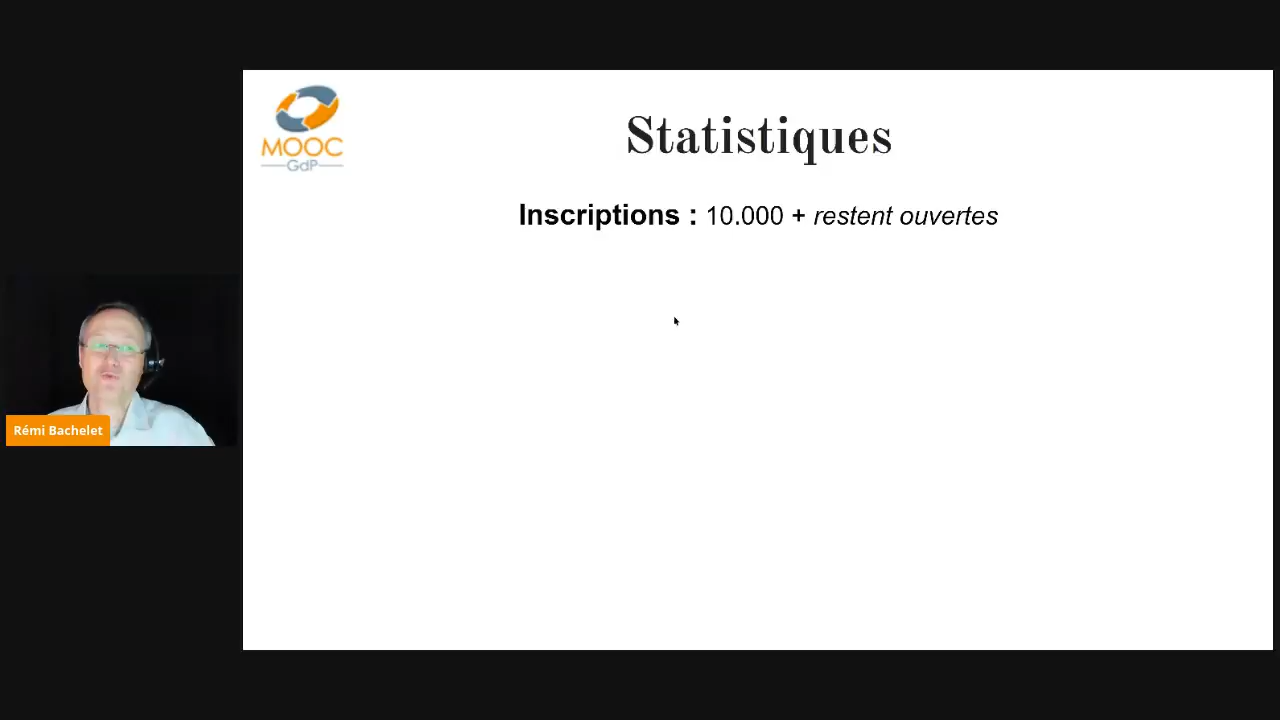 MOOC
GdP
Statistiques
Inscriptions : 10.000 + restent ouvertes
Rémi Bachelet